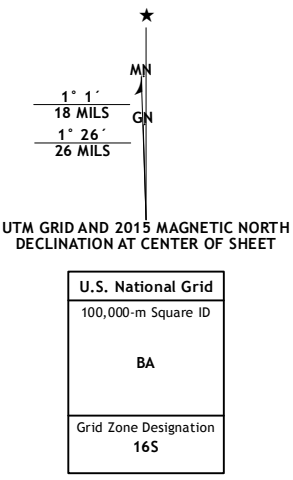 ★
MN
1° 1´
18 MILS
GN
1° 26´
26 MILS
UTM GRID AND 2015 MAGNETIC NORTH
DECLINATION AT CENTER OF SHEET
U.S. National Grid
100,000-m Square ID
BA
Grid Zone Designation
16S